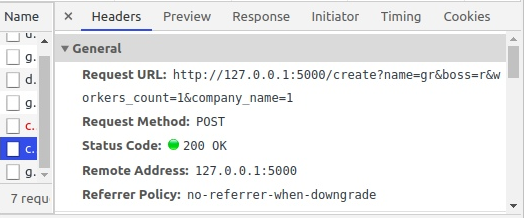 Name
Headers Preview Response Initiator Timing Cookies
▼ General
g.
Request URL: http://127.0.0.1:5000/create?name=gr&boss=r&w
d.
orkers_count=1&company_name=1
g.
Request Method: POST
c.
Status Code: 200 OK
c.
Remote Address: 127.0.0.1:5000
g.
Referrer Policy: no-referrer-when-downgrade
7 reque